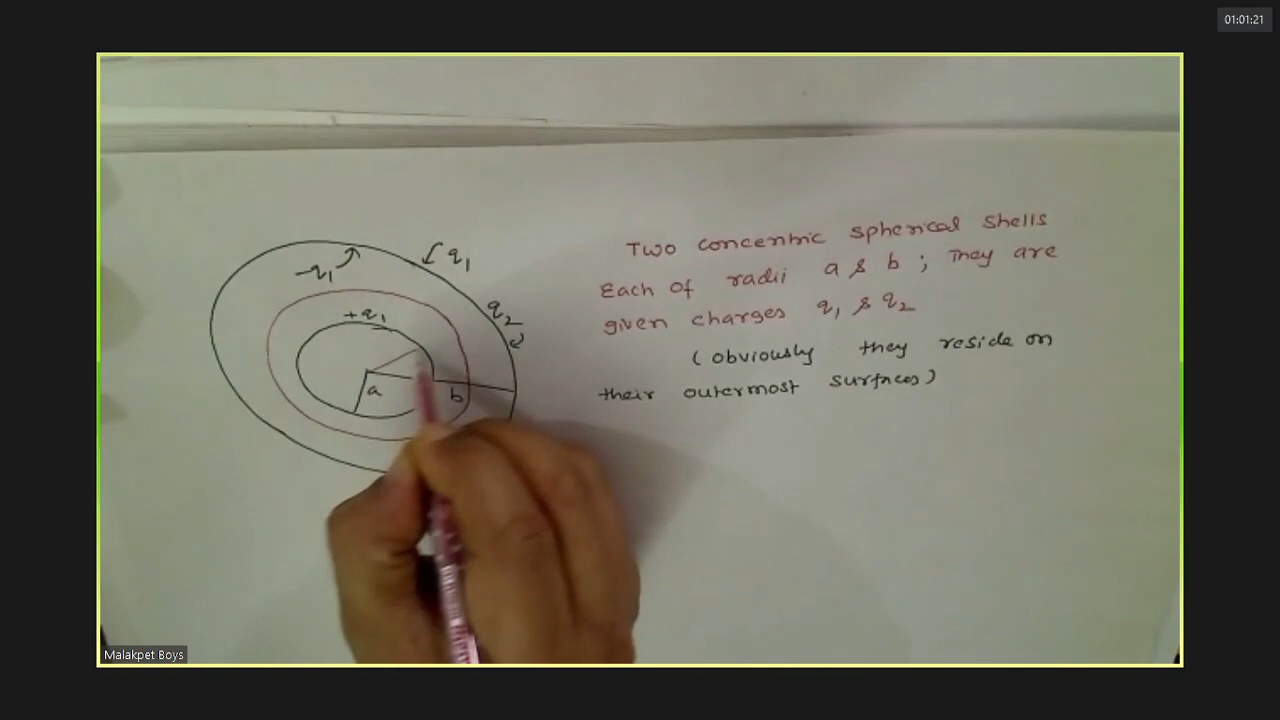 01:01:21
Two concentric spherical shells
Each of radii a & b ; They are
given charges q₁ & q₂
(obviously they reside on
their outermost surfaces)
-q₁
q₁
q₂
+q₁
a
b
Malakpet Boys